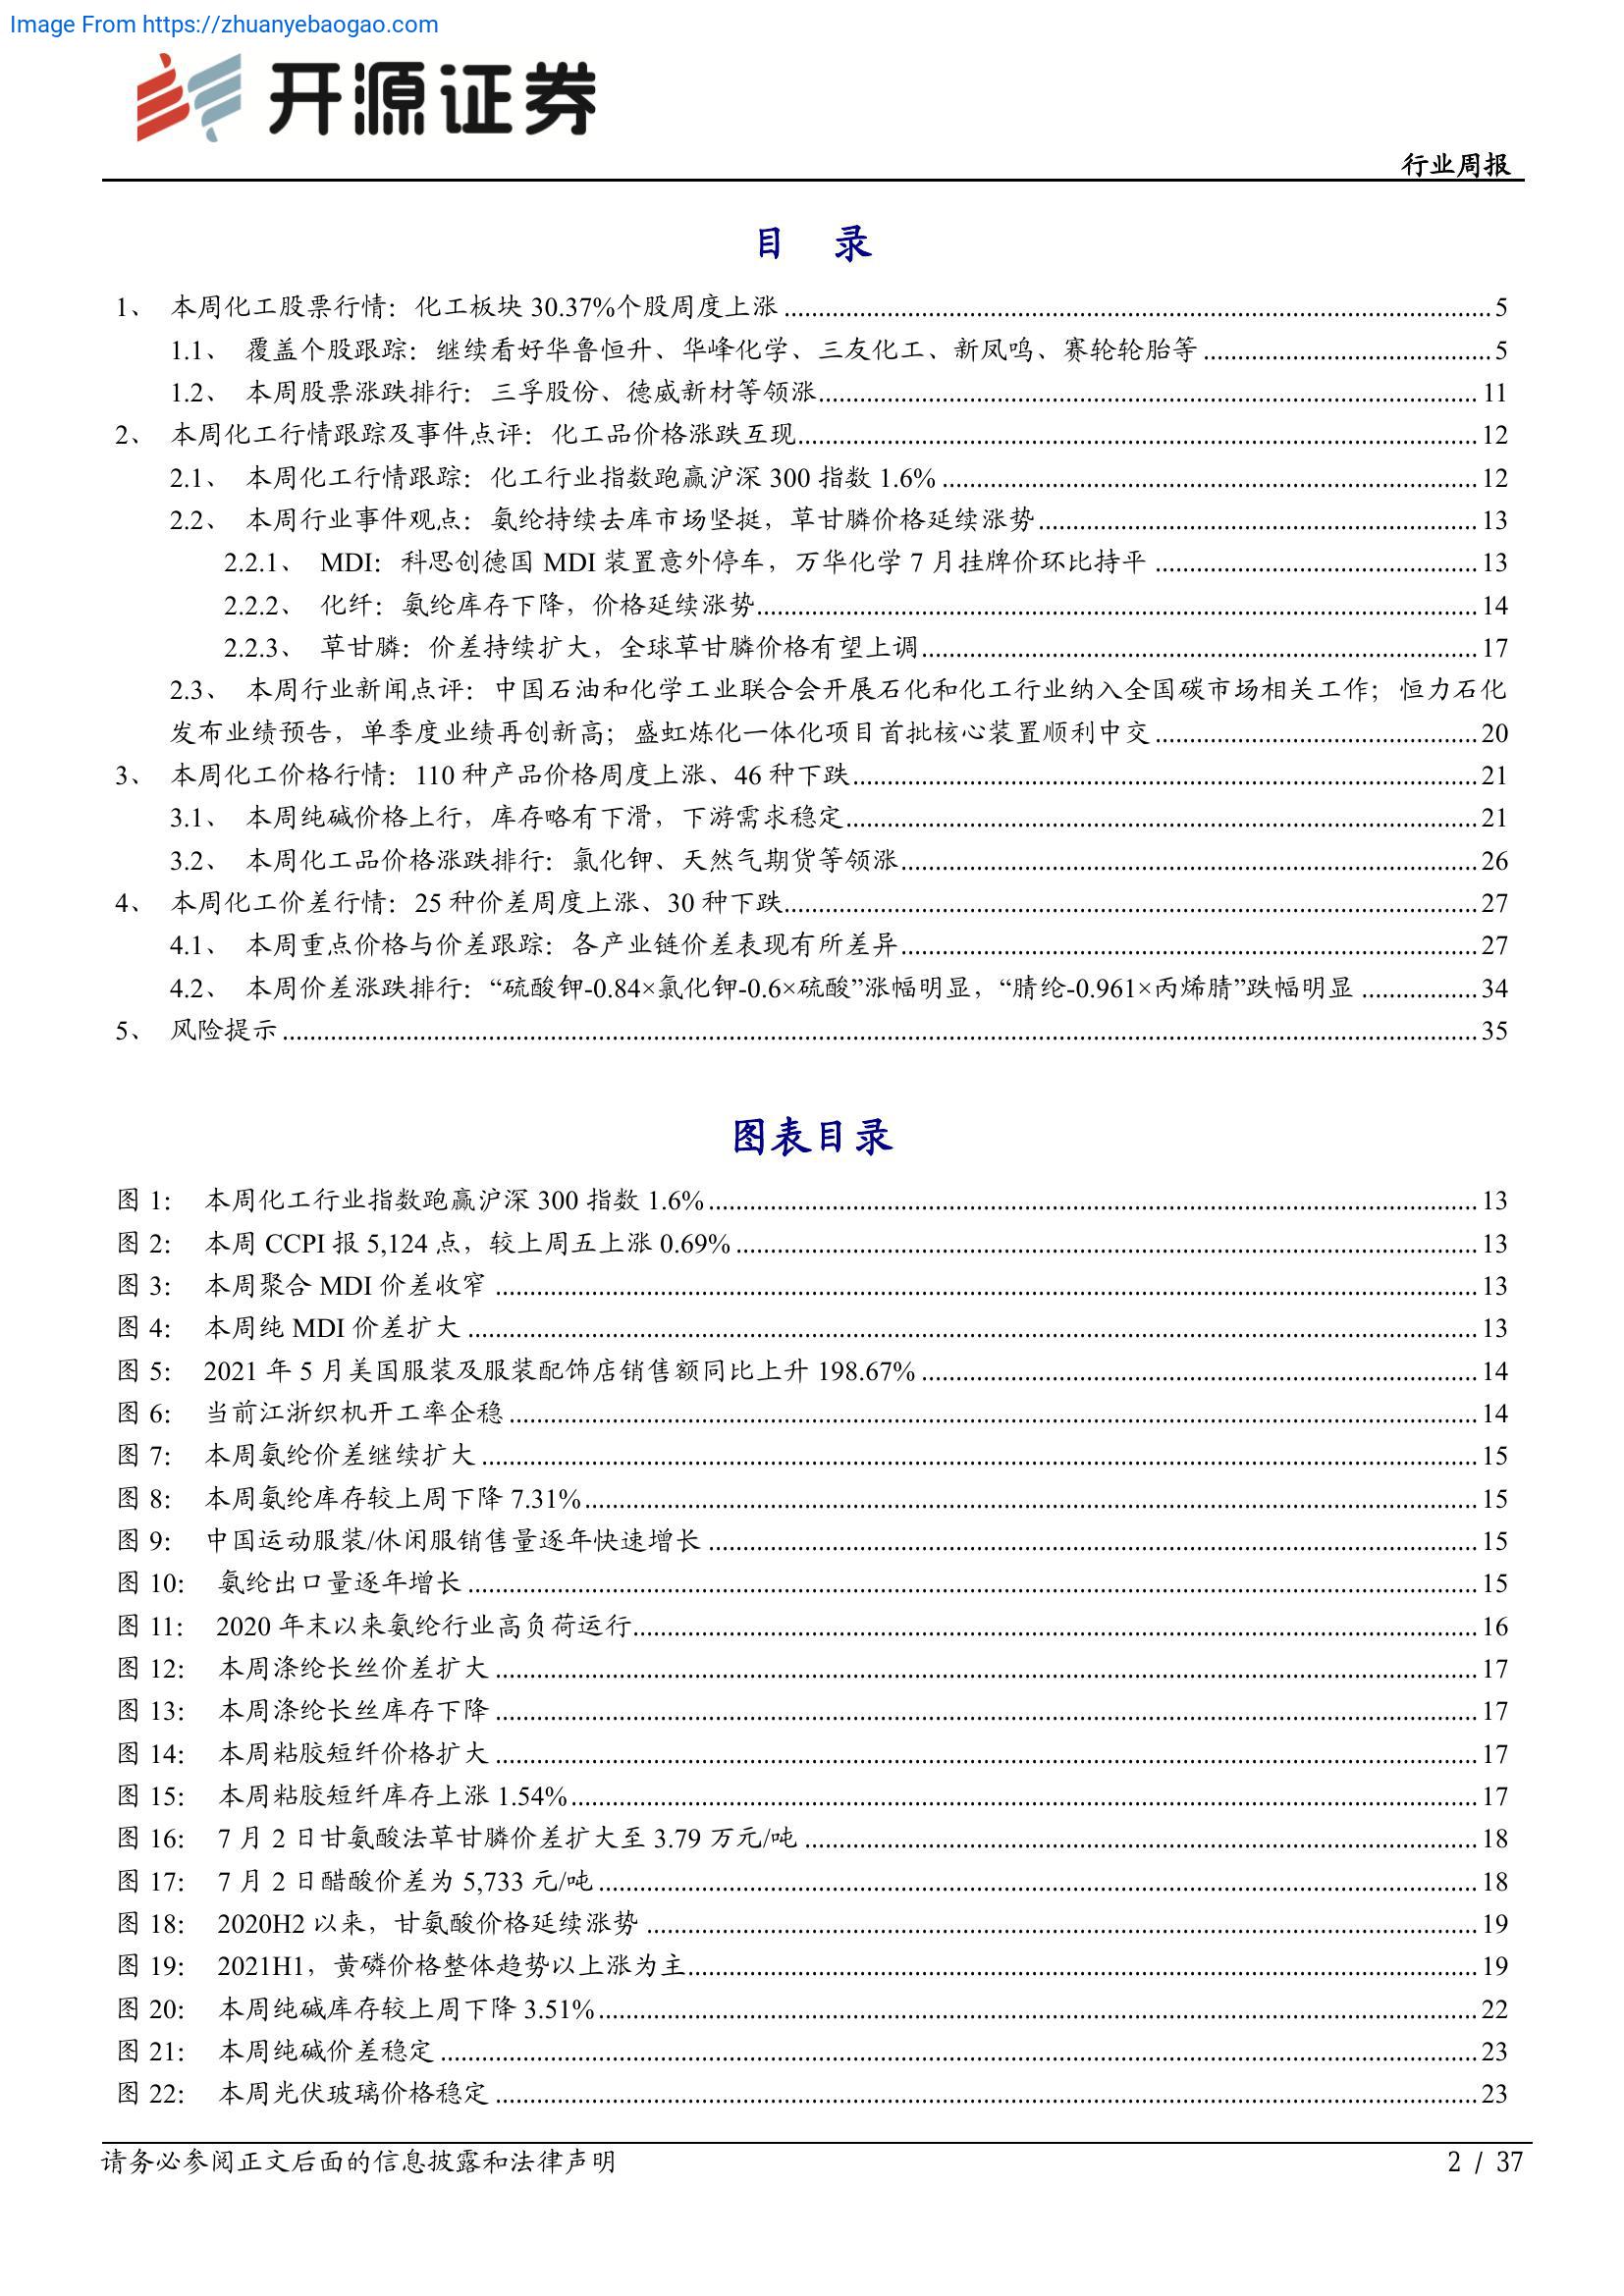 Image From https://zhuanyebaogao.com
开源证券
行业周报
目 录
1、 本周化工股票行情：化工板块 30.37%个股周度上涨 5
1.1、 覆盖个股跟踪：继续看好华鲁恒升、华峰化学、三友化工、新凤鸣、赛轮轮胎等 5
1.2、 本周股票涨跌排行：三孚股份、德威新材等领涨 11
2、 本周化工行情跟踪及事件点评：化工品价格涨跌互现 12
2.1、 本周化工行情跟踪：化工行业指数跑赢沪深 300 指数 1.6% 12
2.2、 本周行业事件观点：氨纶持续去库市场坚挺，草甘膦价格延续涨势 13
2.2.1、 MDI：科思创德国 MDI 装置意外停车，万华化学 7 月挂牌价环比持平 13
2.2.2、 化纤：氨纶库存下降，价格延续涨势 14
2.2.3、 草甘膦：价差持续扩大，全球草甘膦价格有望上调 17
2.3、 本周行业新闻点评：中国石油和化学工业联合会开展石化和化工行业纳入全国碳市场相关工作；恒力石化
发布业绩预告，单季度业绩再创新高；盛虹炼化一体化项目首批核心装置顺利中交 20
3、 本周化工价格行情：110 种产品价格周度上涨、46 种下跌 21
3.1、 本周纯碱价格上行，库存略有下滑，下游需求稳定 21
3.2、 本周化工品价格涨跌排行：氯化钾、天然气期货等领涨 26
4、 本周化工价差行情：25 种价差周度上涨、30 种下跌 27
4.1、 本周重点价格与价差跟踪：各产业链价差表现有所差异 27
4.2、 本周价差涨跌排行：“硫酸钾-0.84×氯化钾-0.6×硫酸”涨幅明显，“腈纶-0.961×丙烯腈”跌幅明显 34
5、 风险提示 35
图表目录
图 1： 本周化工行业指数跑赢沪深 300 指数 1.6% 13
图 2： 本周 CCPI 报 5,124 点，较上周五上涨 0.69% 13
图 3： 本周聚合 MDI 价差收窄 13
图 4： 本周纯 MDI 价差扩大 13
图 5： 2021 年 5 月美国服装及服装配饰店销售额同比上升 198.67% 14
图 6： 当前江浙织机开工率企稳 14
图 7： 本周氨纶价差继续扩大 15
图 8： 本周氨纶库存较上周下降 7.31% 15
图 9： 中国运动服装/休闲服销售量逐年快速增长 15
图 10： 氨纶出口量逐年增长 15
图 11： 2020 年末以来氨纶行业高负荷运行 16
图 12： 本周涤纶长丝价差扩大 17
图 13： 本周涤纶长丝库存下降 17
图 14： 本周粘胶短纤价格扩大 17
图 15： 本周粘胶短纤库存上涨 1.54% 17
图 16： 7 月 2 日甘氨酸法草甘膦价差扩大至 3.79 万元/吨 18
图 17： 7 月 2 日醋酸价差为 5,733 元/吨 18
图 18： 2020H2 以来，甘氨酸价格延续涨势 19
图 19： 2021H1，黄磷价格整体趋势以上涨为主 19
图 20： 本周纯碱库存较上周下降 3.51% 22
图 21： 本周纯碱价差稳定 23
图 22： 本周光伏玻璃价格稳定 23
请务必参阅正文后面的信息披露和法律声明 2 / 37